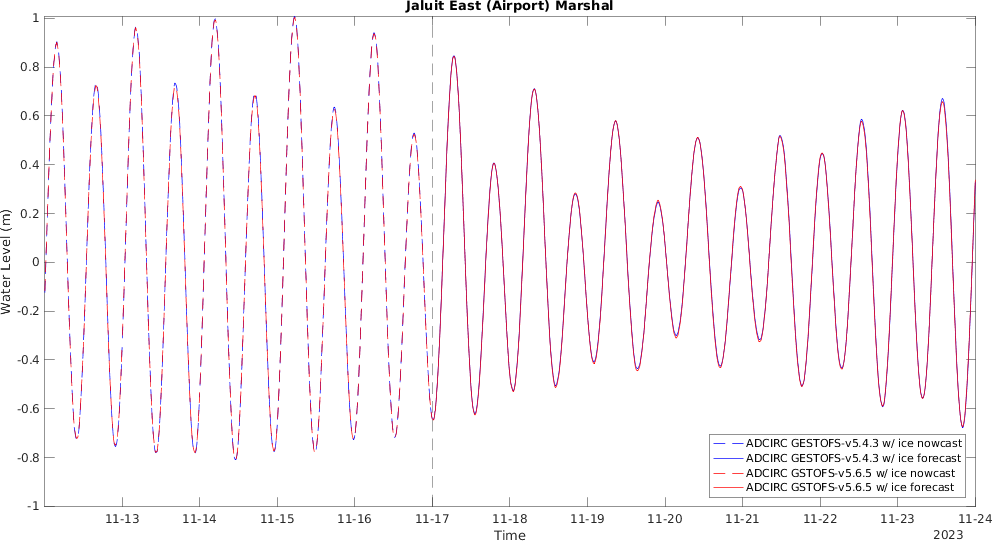 Jaluit East (Airport) Marshal
1
0.8
0.6
0.4
0.2
0
-0.2
-0.4
-0.6
-0.8
-1
Water Level (m)
11-13 11-14 11-15 11-16 11-17 11-18 11-19 11-20 11-21 11-22 11-23 11-24
Time
2023
ADCIRC GESTOFS-v5.4.3 w/ ice nowcast
ADCIRC GESTOFS-v5.4.3 w/ ice forecast
ADCIRC GSTOFS-v5.6.5 w/ ice nowcast
ADCIRC GSTOFS-v5.6.5 w/ ice forecast